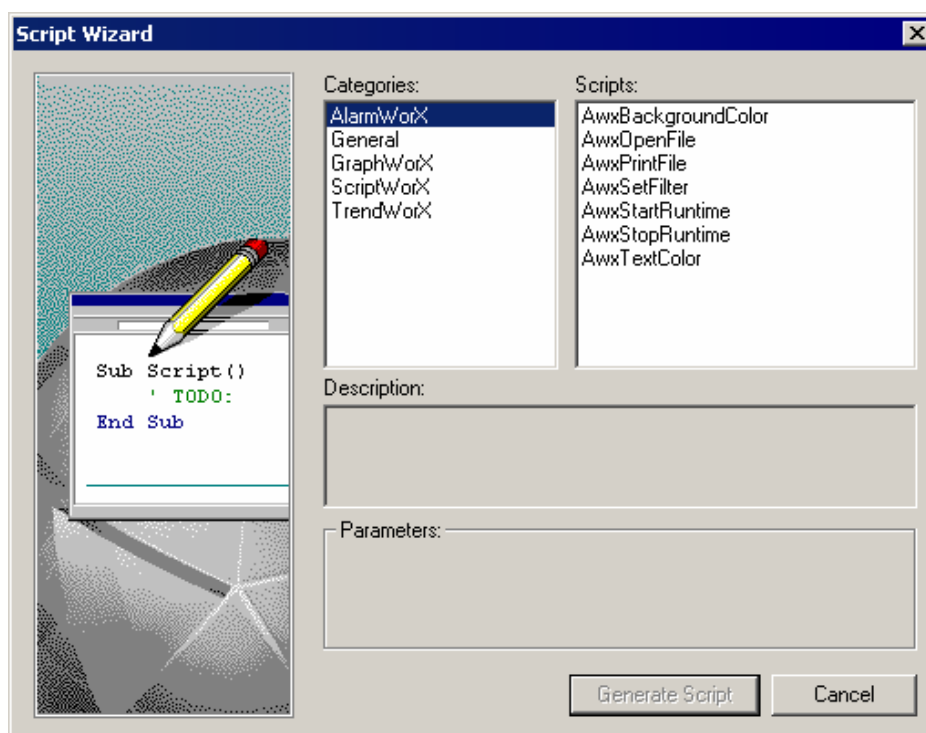 Script Wizard
Categories:
AlarmWorX
General
GraphWorX
ScriptWorX
TrendWorX
Scripts:
AwxBackgroundColor
AwxOpenFile
AwxPrintFile
AwxSetFilter
AwxStartRuntime
AwxStopRuntime
AwxTextColor
Sub Script()
' TODO:
End Sub
Description:
Parameters:
Generate Script
Cancel